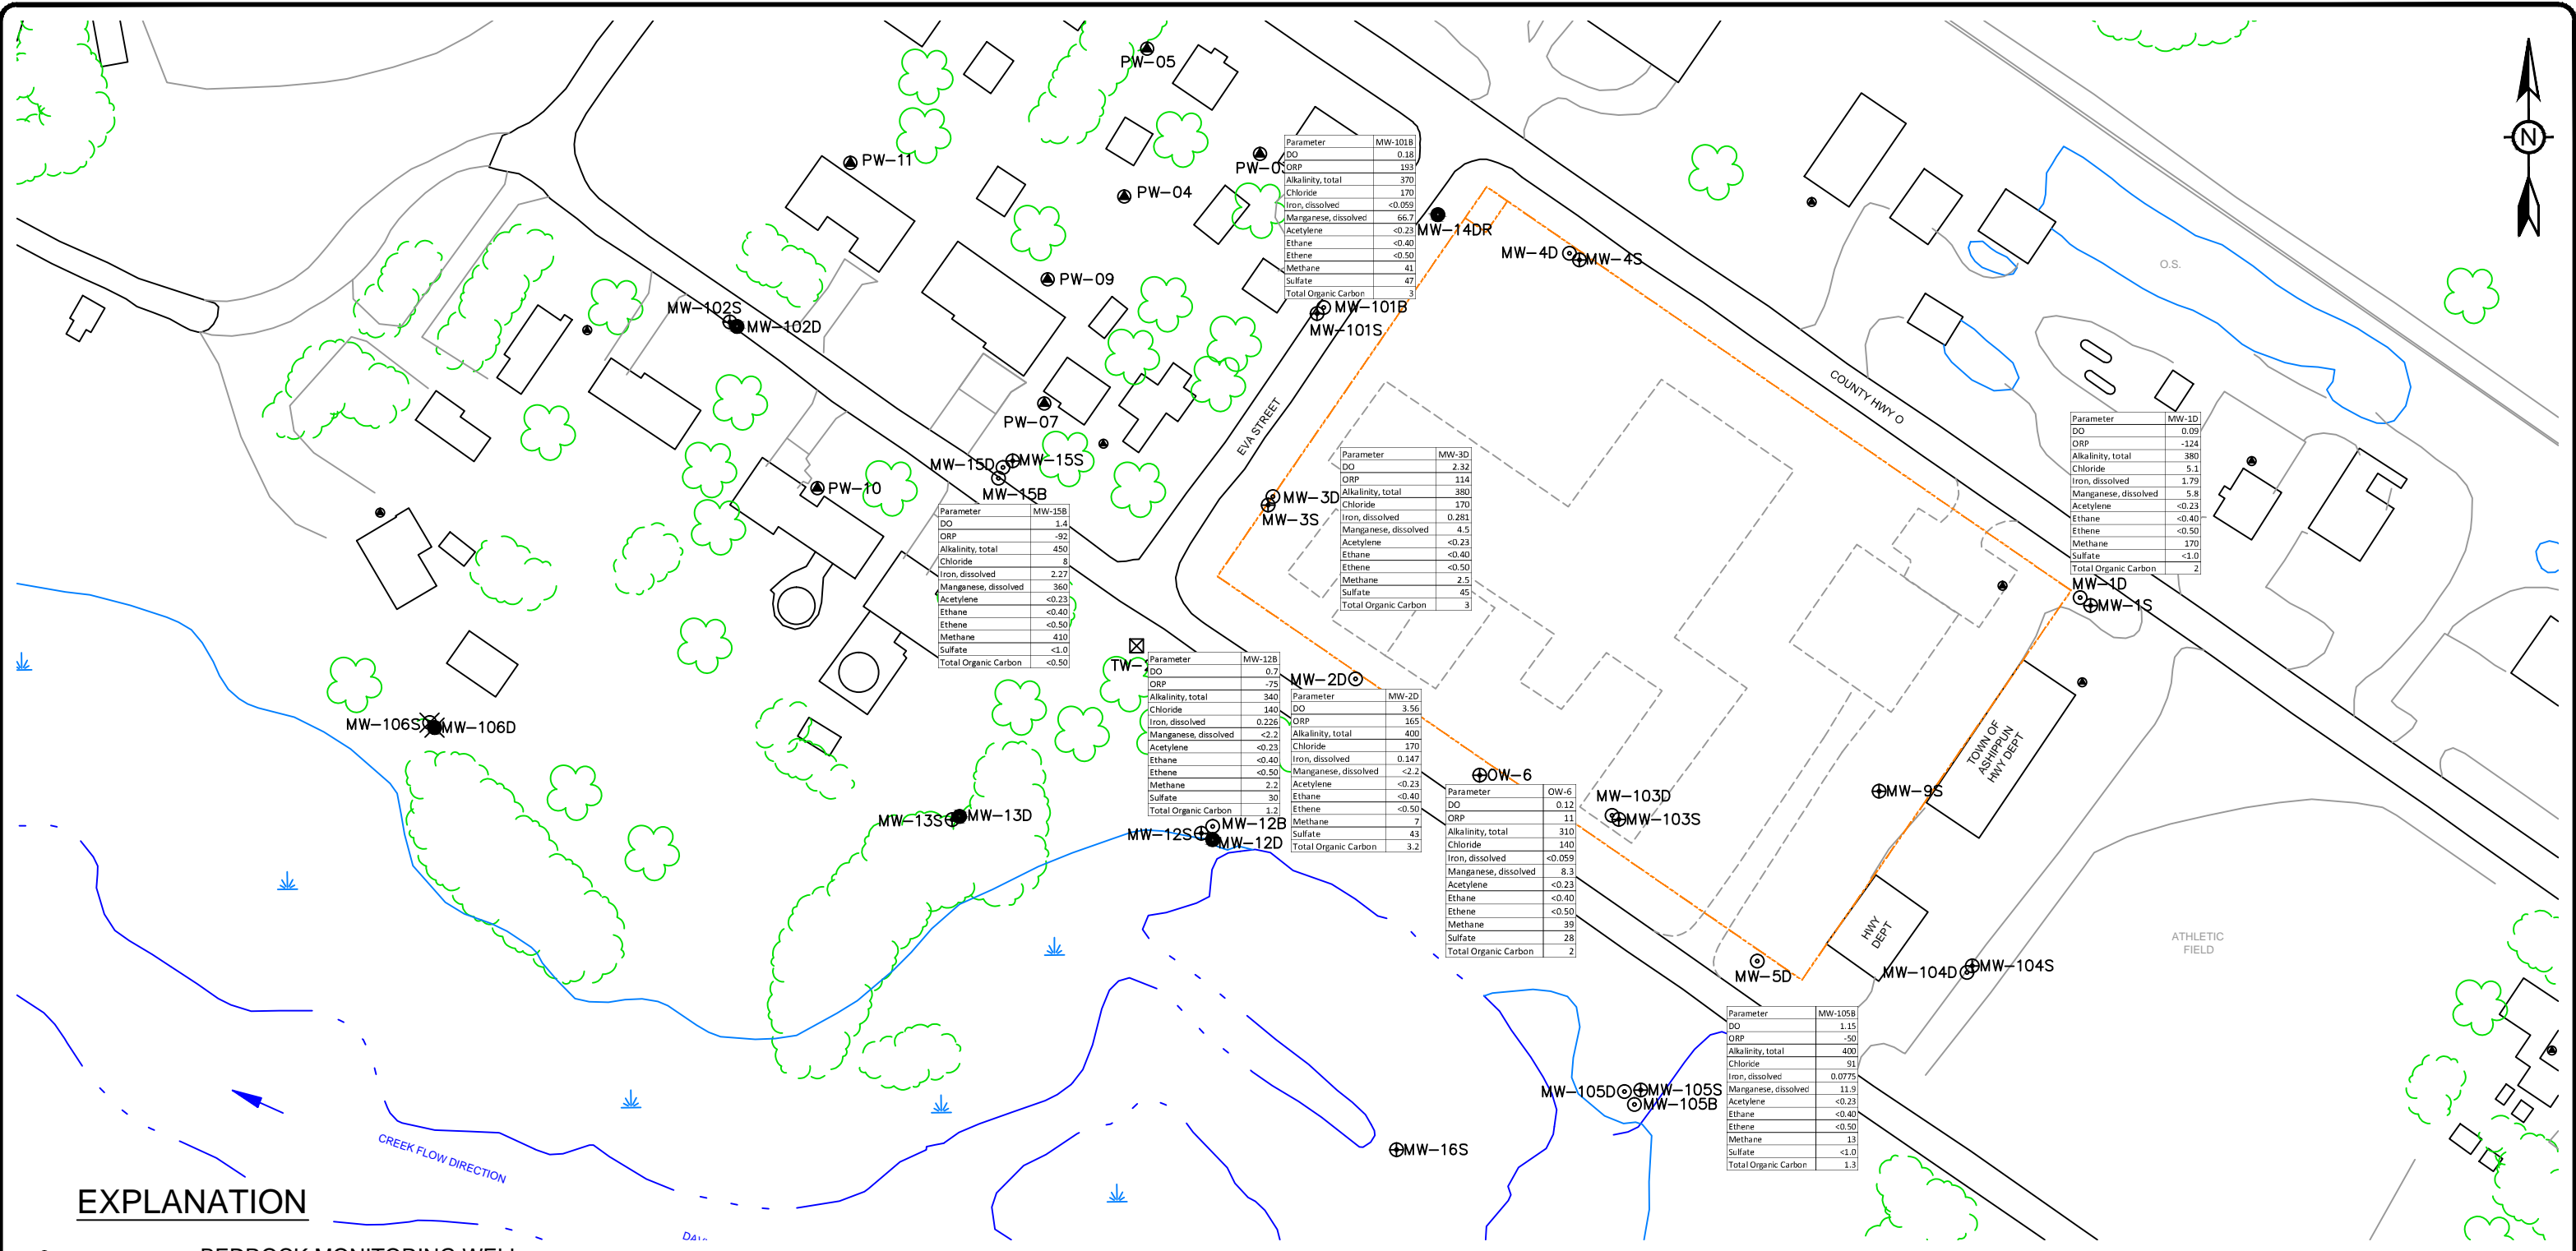 PW-05
N
PW-11
PW-04
MW-14DR
MW-4D
MW-4S
O.S.
PW-09
Parameter MW-101B
DO 0.18
ORP 193
Alkalinity, total 370
Chloride 170
Iron, dissolved <0.059
Manganese, dissolved 66.7
Acetylene <0.23
Ethane <0.40
Ethene <0.50
Methane 41
Sulfate 47
Total Organic Carbon 3
MW-101B
MW-101S
MW-102S
MW-102D
COUNTY HWY O
EVA STREET
PW-07
MW-15D
MW-15S
MW-15B
PW-10
MW-3D
MW-3S
Parameter MW-3D
DO 2.32
ORP 114
Alkalinity, total 380
Chloride 170
Iron, dissolved 0.281
Manganese, dissolved 4.5
Acetylene <0.23
Ethane <0.40
Ethene <0.50
Methane 2.5
Sulfate 45
Total Organic Carbon 3
Parameter MW-1D
DO 0.09
ORP -124
Alkalinity, total 380
Chloride 5.1
Iron, dissolved 1.79
Manganese, dissolved 5.8
Acetylene <0.23
Ethane <0.40
Ethene <0.50
Methane 170
Sulfate <1.0
Total Organic Carbon 2
MW-1D
MW-1S
Parameter MW-15B
DO 1.4
ORP -92
Alkalinity, total 450
Chloride 8
Iron, dissolved 2.27
Manganese, dissolved 360
Acetylene <0.23
Ethane <0.40
Ethene <0.50
Methane 410
Sulfate <1.0
Total Organic Carbon <0.50
Parameter MW-12B
DO 0.7
ORP -75
Alkalinity, total 340
Chloride 140
Iron, dissolved 0.226
Manganese, dissolved <2.2
Acetylene <0.23
Ethane <0.40
Ethene <0.50
Methane 2.2
Sulfate 30
Total Organic Carbon 1.2
MW-2D
Parameter MW-2D
DO 3.56
ORP 165
Alkalinity, total 400
Chloride 170
Iron, dissolved 0.147
Manganese, dissolved <2.2
Acetylene <0.23
Ethane <0.40
Ethene <0.50
Methane 7
Sulfate 43
Total Organic Carbon 3.2
MW-106S
MW-106D
TOWN OF
ASHIPPUN
HWY DEPT
OW-6
Parameter OW-6
DO 0.12
ORP 11
Alkalinity, total 310
Chloride 140
Iron, dissolved <0.059
Manganese, dissolved 8.3
Acetylene <0.23
Ethane <0.40
Ethene <0.50
Methane 39
Sulfate 28
Total Organic Carbon 2
MW-103D
MW-103S
MW-9S
MW-13S
MW-13D
MW-12B
MW-12S
MW-12D
HWY
DEPT
ATHLETIC
FIELD
MW-5D
MW-104D
MW-104S
Parameter MW-105B
DO 1.15
ORP -50
Alkalinity, total 400
Chloride 91
Iron, dissolved 0.0775
Manganese, dissolved 11.9
Acetylene <0.23
Ethane <0.40
Ethene <0.50
Methane 13
Sulfate <1.0
Total Organic Carbon 1.3
MW-105D
MW-105S
MW-105B
MW-16S
CREEK FLOW DIRECTION
EXPLANATION
BEDROCK MONITORING WELL